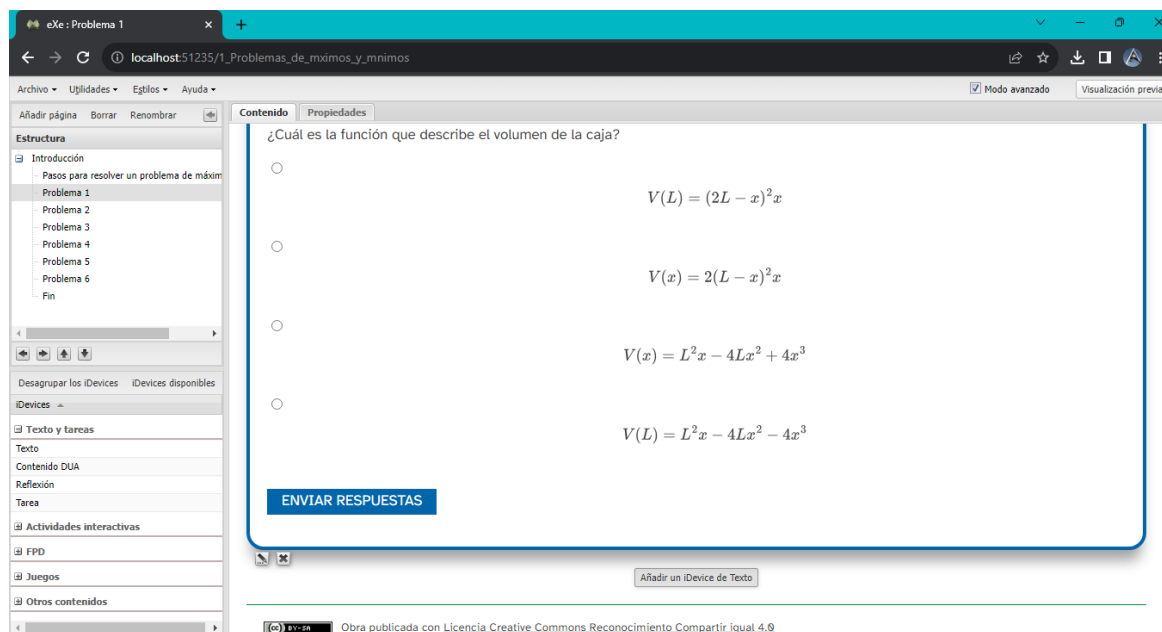 eXe : Problema 1
localhost:51235/1_Problemas_de_mximos_y_mnimos
Archivo Utilidades Estilos Ayuda
Modo avanzado Visualización previa
Añadir página Borrar Renombrar
Contenido Propiedades
Estructura
Introducción
Pasos para resolver un problema de máxim
Problema 1
Problema 2
Problema 3
Problema 4
Problema 5
Problema 6
Fin
Desagrupar los iDevices iDevices disponibles
iDevices
Texto y tareas
Texto
Contenido DUA
Reflexión
Tarea
Actividades interactivas
FPD
Juegos
Otros contenidos
¿Cuál es la función que describe el volumen de la caja?
V(L) = (2L − x)²x
V(x) = 2(L − x)²x
V(x) = L²x − 4Lx² + 4x³
V(L) = L²x − 4Lx² − 4x³
ENVIAR RESPUESTAS
Añadir un iDevice de Texto
(cc) BY-SA Obra publicada con Licencia Creative Commons Reconocimiento Compartir igual 4.0